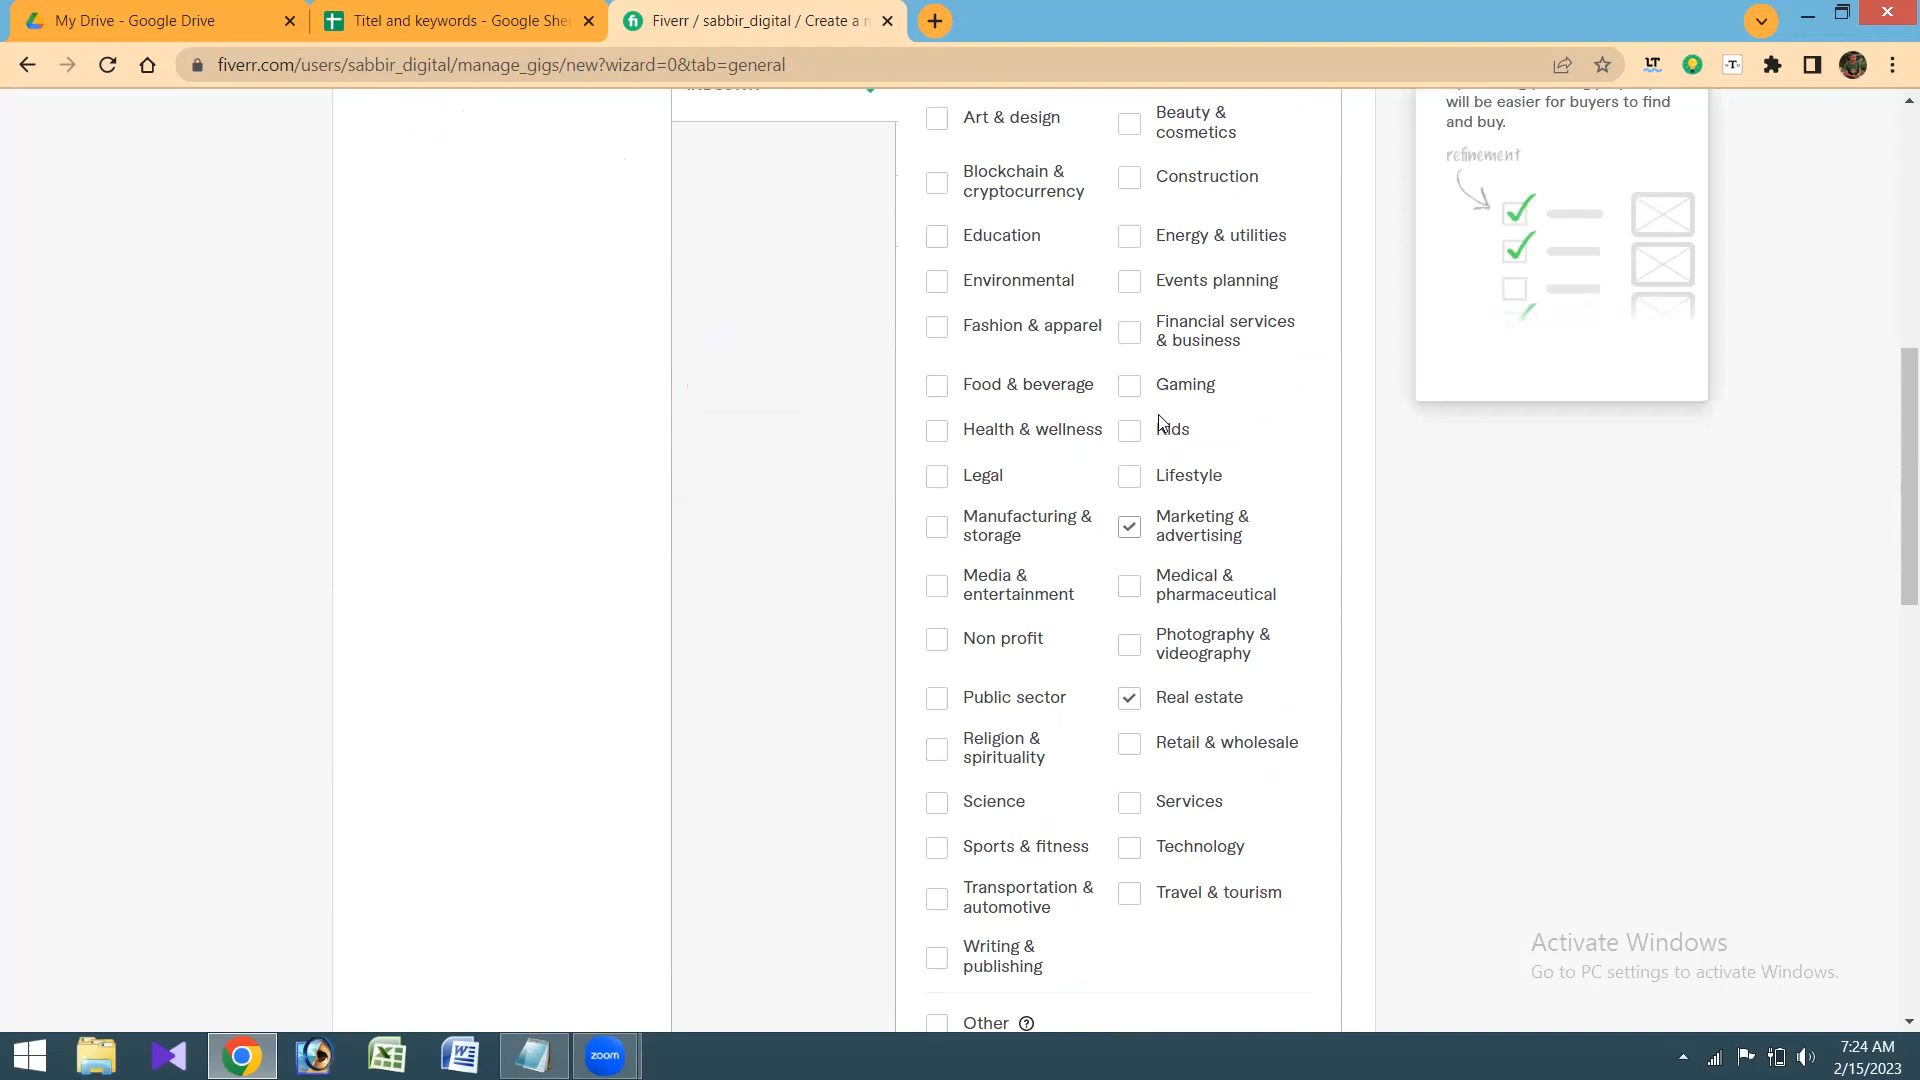 My Drive - Google Drive
Titel and keywords - Google She
Fiverr / sabbir_digital / Create a n
fiverr.com/users/sabbir_digital/manage_gigs/new?wizard=0&tab=general
Art & design
Beauty &
cosmetics
Blockchain &
cryptocurrency
Construction
Education
Energy & utilities
Environmental
Events planning
Fashion & apparel
Financial services
& business
Food & beverage
Gaming
Health & wellness
Kids
Legal
Lifestyle
Manufacturing &
storage
Marketing &
advertising
Media &
entertainment
Medical &
pharmaceutical
Non profit
Photography &
videography
Public sector
Real estate
Religion &
spirituality
Retail & wholesale
Science
Services
Sports & fitness
Technology
Transportation &
automotive
Travel & tourism
Writing &
publishing
Other
will be easier for buyers to find
and buy.
refinement
Activate Windows
Go to PC settings to activate Windows.
zoom
7:24 AM
2/15/2023